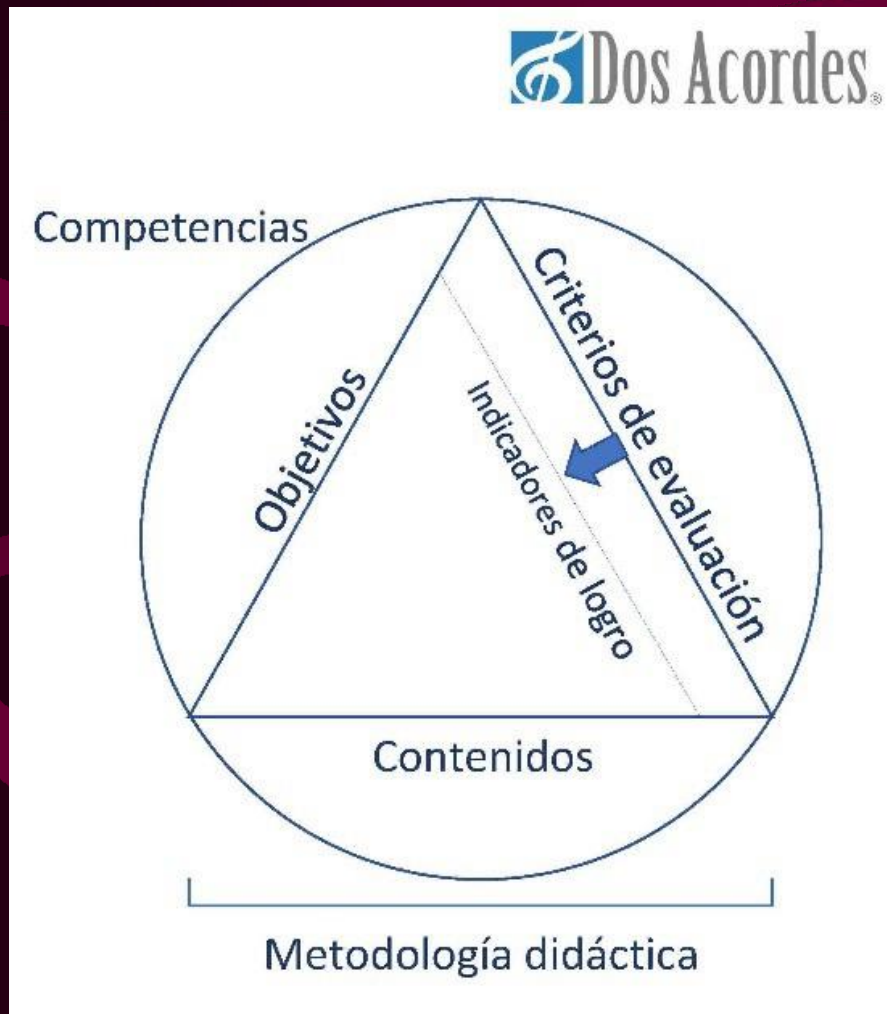 Dos Acordes®
Competencias
Objetivos
Criterios de evaluación
Indicadores de logro
Contenidos
Metodología didáctica